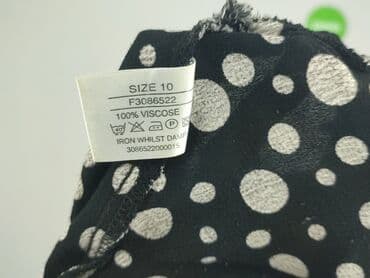 SIZE 10
F3086522
100% VISCOSE
IRON WHILST DAMP
3086522000015